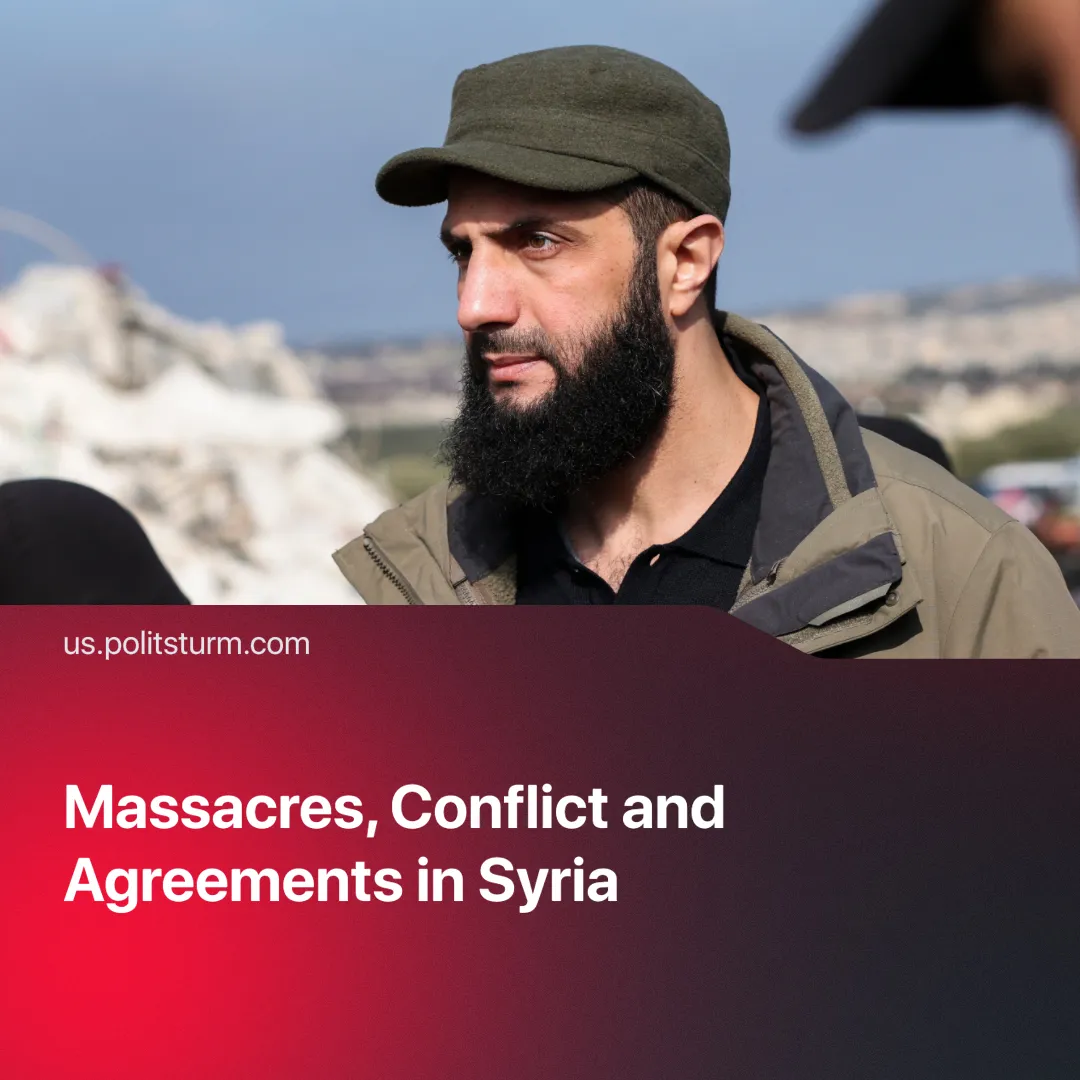 us.politsturm.com
Massacres, Conflict and
Agreements in Syria